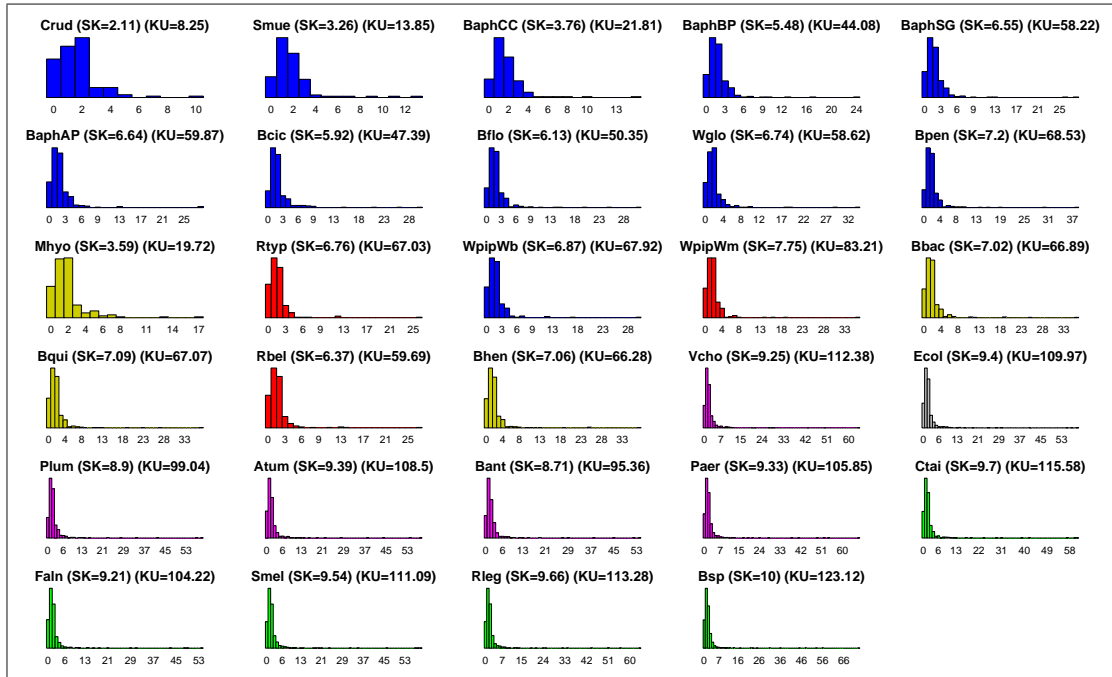 Crud (SK=2.11) (KU=8.25) Smue (SK=3.26) (KU=13.85) BaphCC (SK=3.76) (KU=21.81) BaphBP (SK=5.48) (KU=44.08) BaphSG (SK=6.55) (KU=58.22)
0 2 4 6 8 10 0 2 4 6 8 10 13 0 2 4 6 8 10 13 0 3 6 9 13 17 24 0 3 6 9 13 17 21 25
BaphAP (SK=6.64) (KU=59.87) Bcic (SK=5.92) (KU=47.39) Bflo (SK=6.13) (KU=50.35) Wglo (SK=6.74) (KU=58.62) Bpen (SK=7.2) (KU=68.53)
0 3 6 9 13 17 21 25 0 3 6 9 13 18 23 28 0 3 6 9 13 18 23 28 0 4 8 12 18 24 30 0 4 8 13 19 25 31 37
Mhyo (SK=3.59) (KU=19.72) Rtyp (SK=6.76) (KU=67.03) WpipWb (SK=6.87) (KU=67.92) WpipWm (SK=7.75) (KU=83.21) Bbac (SK=7.02) (KU=66.89)
0 2 4 6 8 11 14 17 0 3 6 9 13 17 21 25 0 3 6 9 13 18 23 28 0 4 8 13 18 23 28 33 0 4 8 13 18 23 28 33
Bqui (SK=7.09) (KU=67.07) Rbel (SK=6.37) (KU=59.69) Bhen (SK=7.06) (KU=66.28) Vcho (SK=9.25) (KU=112.38) Ecol (SK=9.4) (KU=109.97)
0 4 8 13 18 23 28 33 0 3 6 9 13 17 21 25 0 4 8 13 19 25 31 37 0 7 15 24 33 42 51 60 0 6 13 21 29 37 45 53
Plum (SK=8.9) (KU=99.04) Atum (SK=9.39) (KU=108.5) Bant (SK=8.71) (KU=95.36) Paer (SK=9.33) (KU=105.85) Ctai (SK=9.7) (KU=115.58)
0 6 13 21 29 37 45 53 0 6 13 21 29 37 45 53 0 6 13 21 29 37 45 53 0 7 15 24 33 42 51 60 0 6 13 22 31 40 49 58
Faln (SK=9.21) (KU=104.22) Smel (SK=9.54) (KU=111.09) Rleg (SK=9.66) (KU=113.28) Bsp (SK=10) (KU=123.12)
0 6 13 21 29 37 45 53 0 6 13 21 29 37 45 53 0 7 15 24 33 42 51 60 0 7 16 26 36 46 56 66